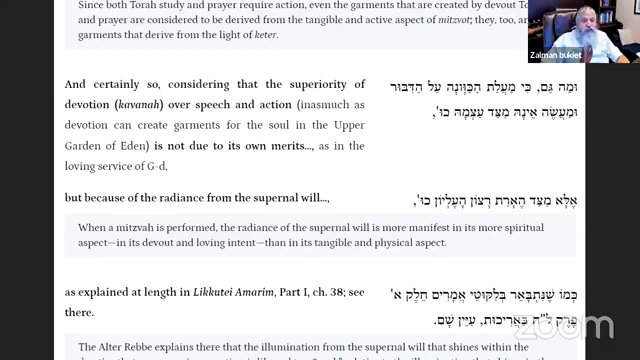 Since both Torah study and prayer require action, even the garments that are created by devout To
and prayer are considered to be derived from the tangible and active aspect of mitzvot; they, too, are
garments that derive from the light of keter.
Zalman bukiet
And certainly so, considering that the superiority of
devotion (kavanah) over speech and action (inasmuch as
devotion can create garments for the soul in the Upper
Garden of Eden) is not due to its own merits..., as in the
loving service of G-d,
וּמַה גַּם, כִּי מַעֲלַת הַכַּוָּונָה עַל הַדִּבּוּר
וּמַעֲשֶׂה אֵינָהּ מִצַּד עַצְמָהּ כוּ',
but because of the radiance from the supernal will...,
אֶלָּא מִצַּד הֶאָרַת רָצוֹן הָעֶלְיוֹן כוּ',
When a mitzvah is performed, the radiance of the supernal will is more manifest in its more spiritual
aspect—in its devout and loving intent—than in its tangible and physical aspect.
as explained at length in Likkutei Amarim, Part I, ch. 38; see
there.
כְּמוֹ שֶׁנִּתְבָּאֵר בְּלִקּוּטֵי אֲמָרִים חֵלֶק א'
פֶּרֶק ל"ח בַּאֲרִיכוּת, עַיֵּין שָׁם.
zoom
The Alter Rebbe explains there that the illumination from the supernal will that shines within the